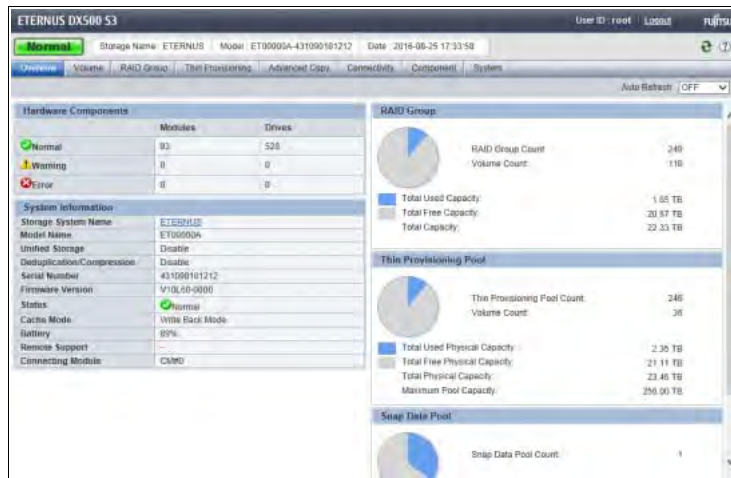 ETERNUS DX500 S3
User ID : root Logout FUJITSU
Normal Storage Name : ETERNUS Model : ET00000A-431090181212 Date : 2016-08-25 17:33:58
Overview Volume RAID Group Thin Provisioning Advanced Copy Connectivity Component System
Auto Refresh OFF
Hardware Components
Modules Drives
Normal 93 528
Warning 0 0
Error 0 0
System Information
Storage System Name ETERNUS
Model Name ET00000A
Unified Storage Disable
Deduplication/Compression Disable
Serial Number 431090181212
Firmware Version V10L60-0000
Status Normal
Cache Mode Write Back Mode
Battery 89%
Remote Support -
Connecting Module CM#0
RAID Group
RAID Group Count 240
Volume Count 110
Total Used Capacity: 1.65 TB
Total Free Capacity: 20.67 TB
Total Capacity: 22.33 TB
Thin Provisioning Pool
Thin Provisioning Pool Count 246
Volume Count 36
Total Used Physical Capacity: 2.35 TB
Total Free Physical Capacity: 21.11 TB
Total Physical Capacity: 23.46 TB
Maximum Pool Capacity: 256.00 TB
Snap Data Pool
Snap Data Pool Count: 1